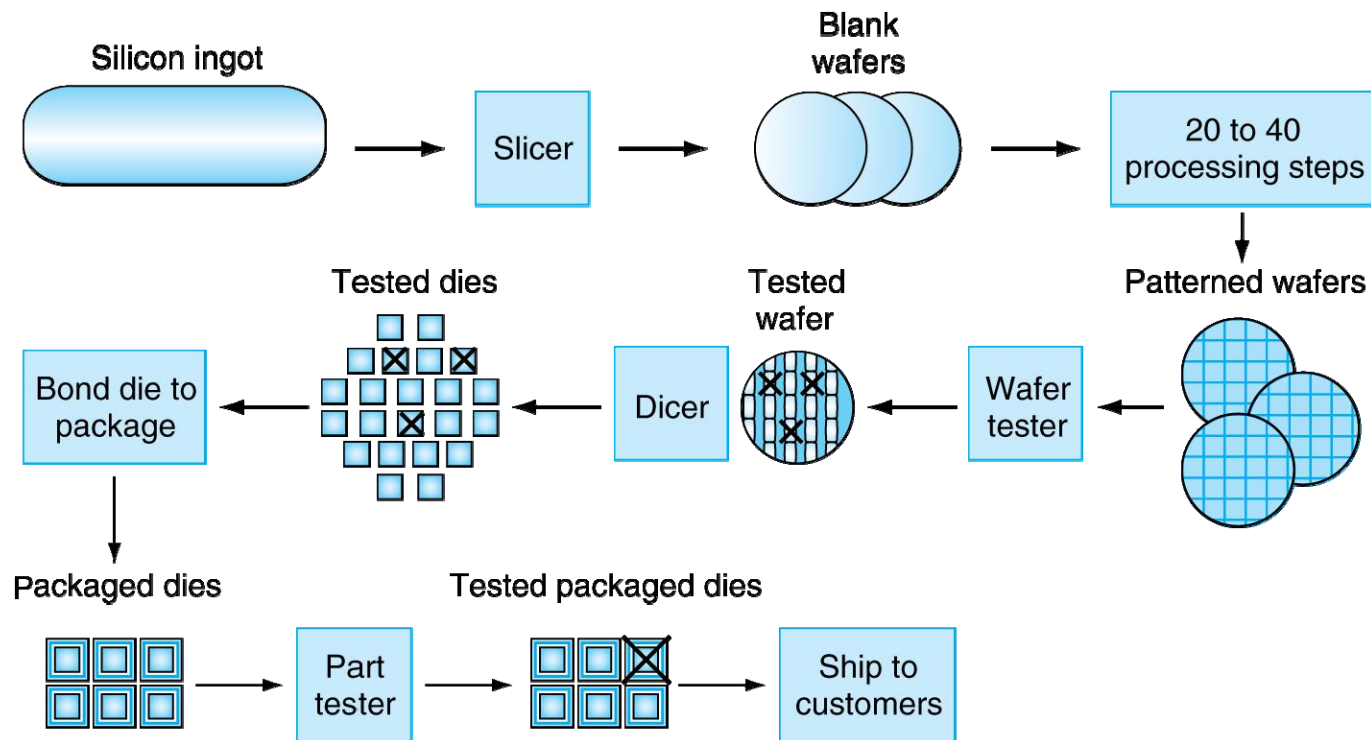 Silicon ingot
Slicer
Blank
wafers
20 to 40
processing steps
Tested dies
Tested
wafer
Patterned wafers
Bond die to
package
Dicer
Wafer
tester
Packaged dies
Tested packaged dies
Part
tester
Ship to
customers